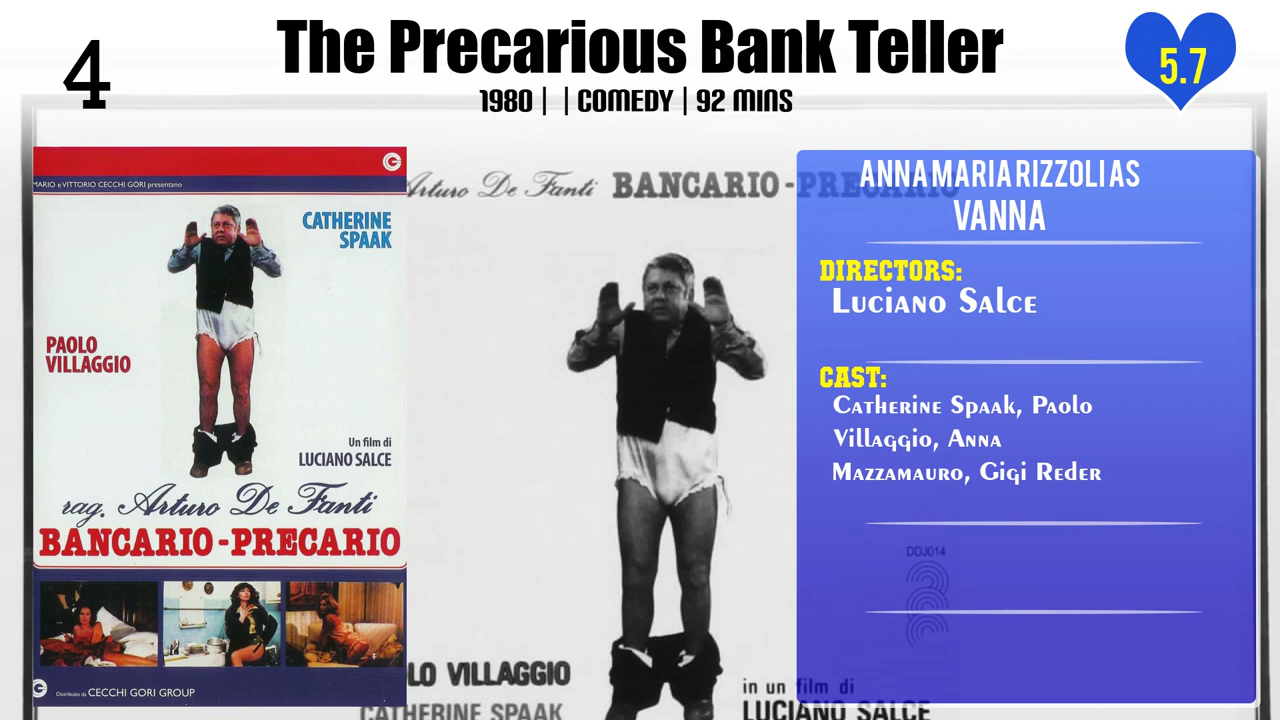 4
The Precarious Bank Teller
1980 | | COMEDY | 92 MINS
5.7
MARIO e VITTORIO CECCHI GORI presentano
CATHERINE
SPAAK
PAOLO
VILLAGGIO
Un film di
LUCIANO SALCE
rag. Arturo De Fanti
BANCARIO-PRECARIO
Distribuito da CECCHI GORI GROUP
Arturo De Fanti BANCARIO-PRECARIO
LO VILLAGGIO
CATHERINE SPAAK
in un film di
LUCIANO SALCE
ANNA MARIA RIZZOLI AS
VANNA
DIRECTORS:
Luciano Salce
CAST:
Catherine Spaak, Paolo
Villaggio, Anna
Mazzamauro, Gigi Reder
DDJ014